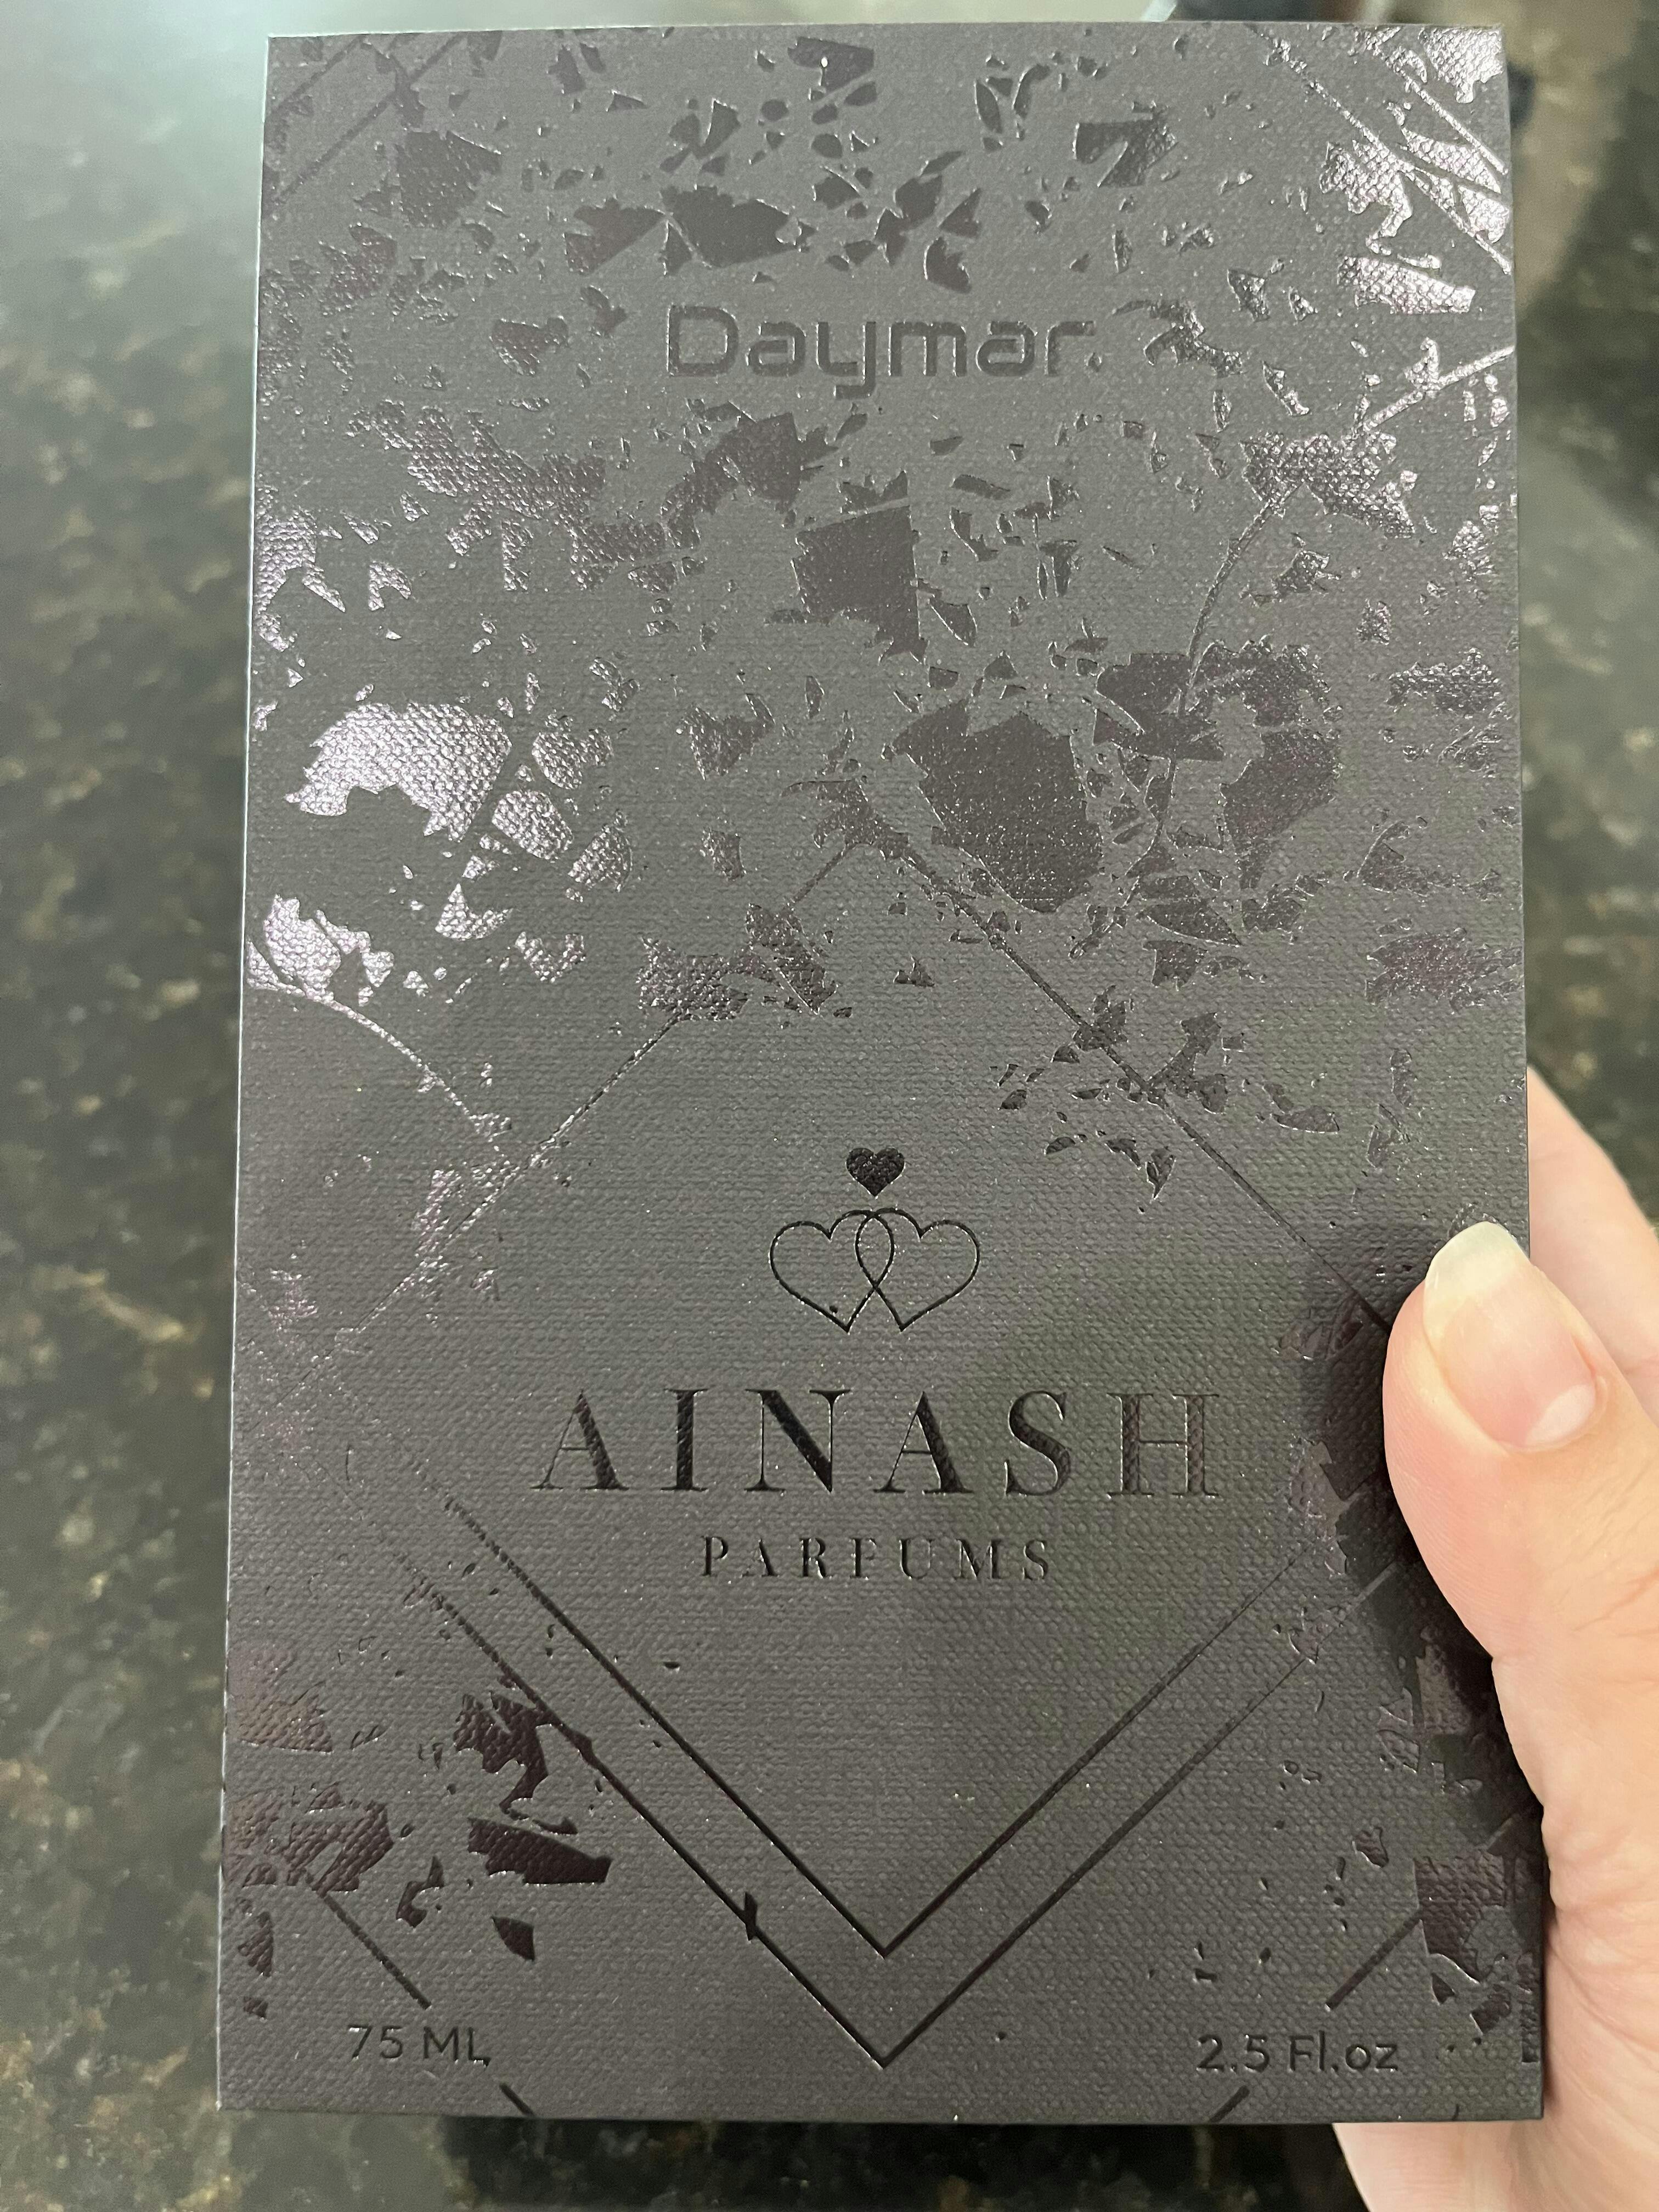 Daymar
AINASH
PARFUMS
75 ML
2.5 Fl.oz